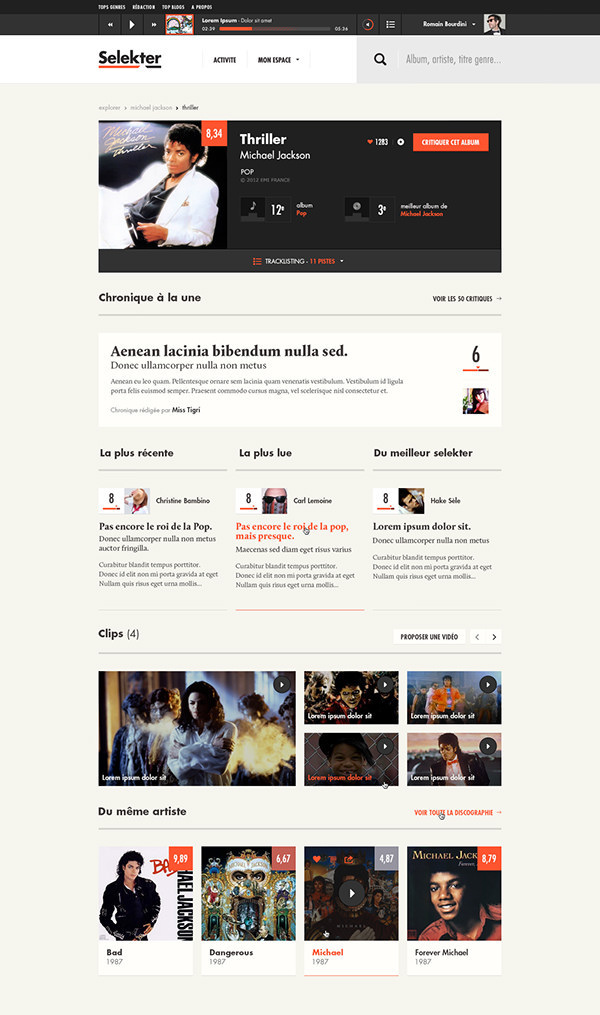 TOPS GENRES RÉDACTION TOP BLOGS A PROPOS
Lorem Ipsum - Dolor sit amet
02:39 05:36
Romain Bourdini
Selekter
ACTIVITE MON ESPACE
Album, artiste, titre genre...
explorer > michael jackson > thriller
Michael Jackson
Thriller
8,34
Thriller
Michael Jackson
POP
© 2012 EMI FRANCE
1283
CRITIQUER CET ALBUM
12e album
Pop
3e meilleur album de
Michael Jackson
TRACKLISTING - 11 PISTES
Chronique à la une
VOIR LES 50 CRITIQUES →
Aenean lacinia bibendum nulla sed.
Donec ullamcorper nulla non metus
Aenean eu leo quam. Pellentesque ornare sem lacinia quam venenatis vestibulum. Vestibulum id ligula
porta felis euismod semper. Praesent commodo cursus magna, vel scelerisque nisl consectetur et.
Chronique rédigée par Miss Tigri
6
La plus récente
8 Christine Bambino
Pas encore le roi de la Pop.
Donec ullamcorper nulla non metus
auctor fringilla.
Curabitur blandit tempus porttitor.
Donec id elit non mi porta gravida at eget
Nullam quis risus eget urna mollis...
La plus lue
8 Carl Lemoine
Pas encore le roi de la pop,
mais presque.
Maecenas sed diam eget risus varius
Curabitur blandit tempus porttitor.
Donec id elit non mi porta gravida at eget
Nullam quis risus eget urna mollis...
Du meilleur selekter
8 Hake Séle
Lorem ipsum dolor sit.
Donec ullamcorper nulla non metus
Curabitur blandit tempus porttitor.
Donec id elit non mi porta gravida at eget
Nullam quis risus eget urna mollis...
Clips (4)
PROPOSER UNE VIDÉO
Lorem ipsum dolor sit
Lorem ipsum dolor sit
Lorem ipsum dolor sit
Lorem ipsum dolor sit
Lorem ipsum dolor sit
Du même artiste
VOIR TOUTE LA DISCOGRAPHIE →
BAD
9,89
Bad
1987
6,67
Dangerous
1987
4,87
MICHAEL
Michael
1987
MICHAEL JACK
Forever,
8,79
Forever Michael
1987